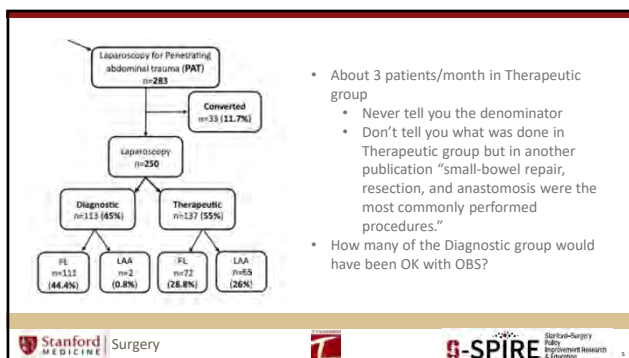 Laparoscopy for Penetrating
abdominal trauma (PAT)
n=283
Converted
n=33 (11.7%)
Laparoscopy
n=250
Diagnostic
n=113 (45%)
Therapeutic
n=137 (55%)
FL
n=111
(44.4%)
LAA
n=2
(0.8%)
FL
n=72
(28.8%)
LAA
n=65
(26%)
• About 3 patients/month in Therapeutic
group
• Never tell you the denominator
• Don't tell you what was done in
Therapeutic group but in another
publication "small-bowel repair,
resection, and anastomosis were the
most commonly performed
procedures."
• How many of the Diagnostic group would
have been OK with OBS?
Stanford
MEDICINE
Surgery
S-SPIRE
Stanford-Surgery
Policy
Improvement Research
& Education